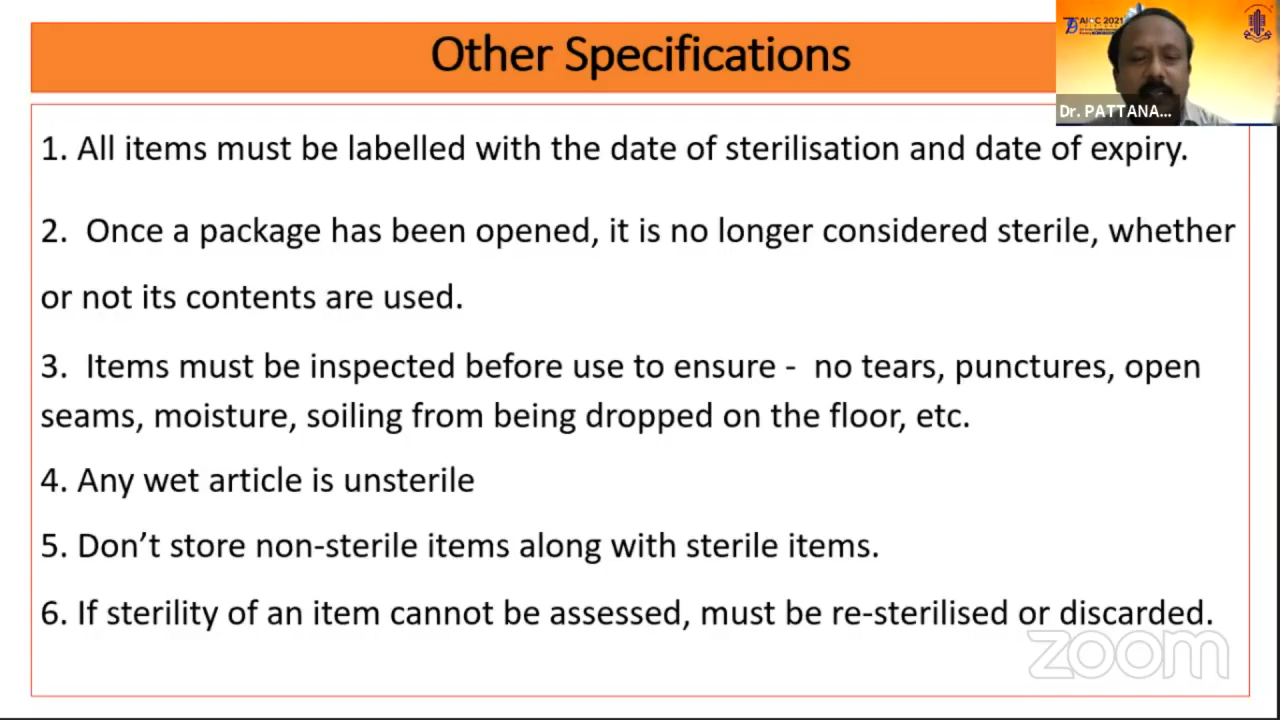 Other Specifications
AIOC 2021
Dr. PATTANA...
1. All items must be labelled with the date of sterilisation and date of expiry.
2. Once a package has been opened, it is no longer considered sterile, whether
or not its contents are used.
3. Items must be inspected before use to ensure - no tears, punctures, open
seams, moisture, soiling from being dropped on the floor, etc.
4. Any wet article is unsterile
5. Don’t store non-sterile items along with sterile items.
6. If sterility of an item cannot be assessed, must be re-sterilised or discarded.
zoom